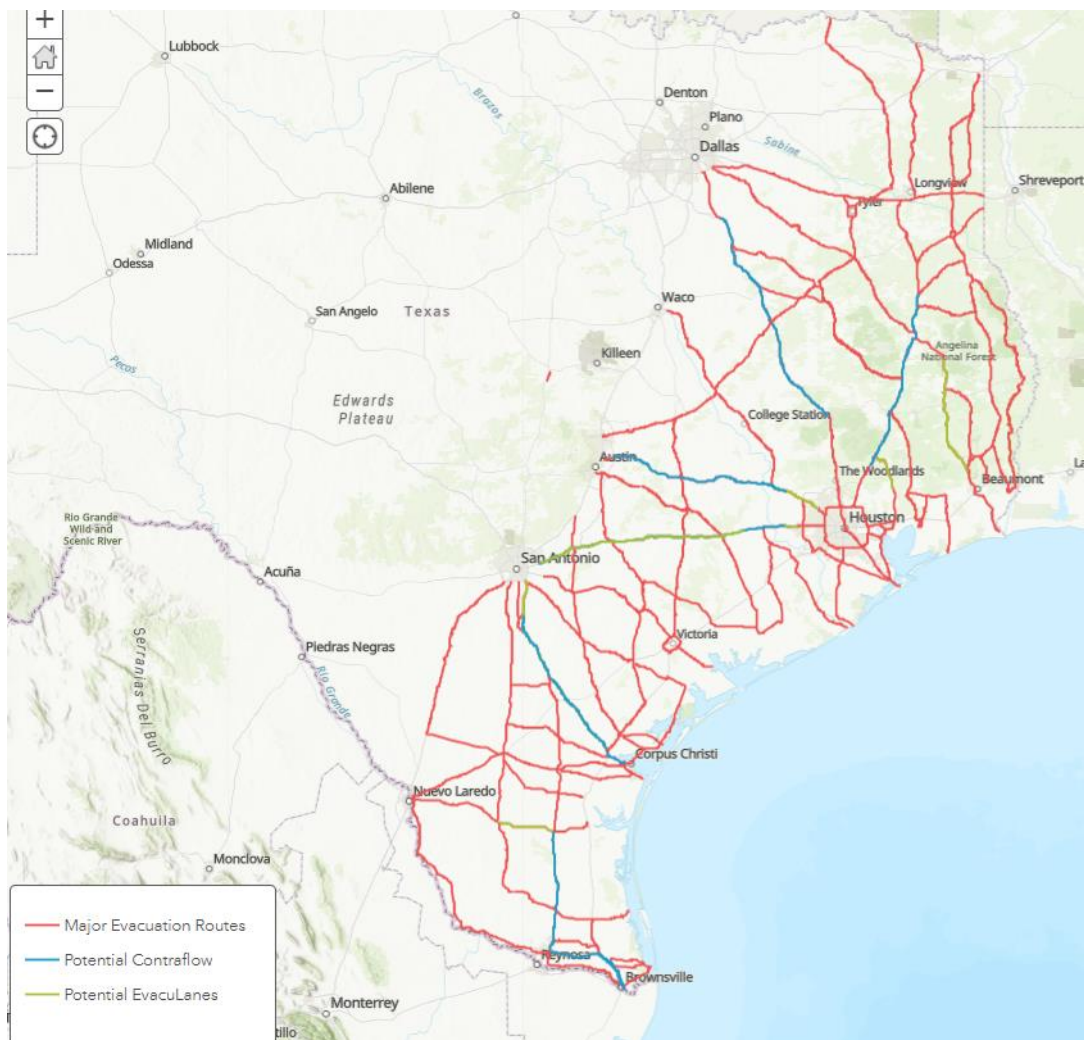 +
−
Lubbock
Brazos
Denton
Plano
Dallas
Sabine
Longview
Shreveport
Tyler
Abilene
Midland
Odessa
Waco
San Angelo
Texas
Killeen
Angelina
National Forest
Pecos
Edwards
Plateau
College Station
Austin
The Woodlands
Beaumont
La
Houston
Rio Grande
Wild and
Scenic River
San Antonio
Acuña
Victoria
Piedras Negras
Serranias Del Burro
Rio Grande
Corpus Christi
Nuevo Laredo
Coahuila
Monclova
Major Evacuation Routes
Potential Contraflow
Potential EvacuLanes
Reynosa
Brownsville
Monterrey
tillo